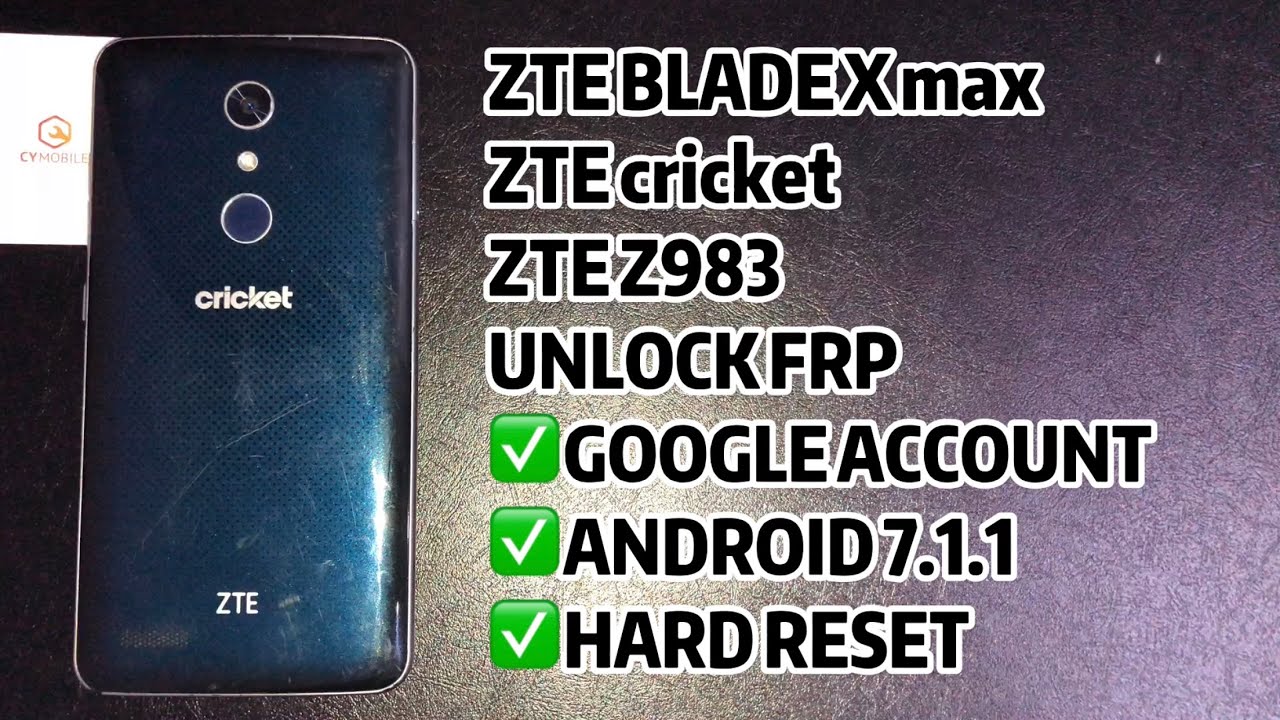 CYMOBILE
cricket
ZTE
ZTE BLADE X max
ZTE cricket
ZTE Z983
UNLOCK FRP
✅GOOGLE ACCOUNT
✅ANDROID 7.1.1
✅HARD RESET